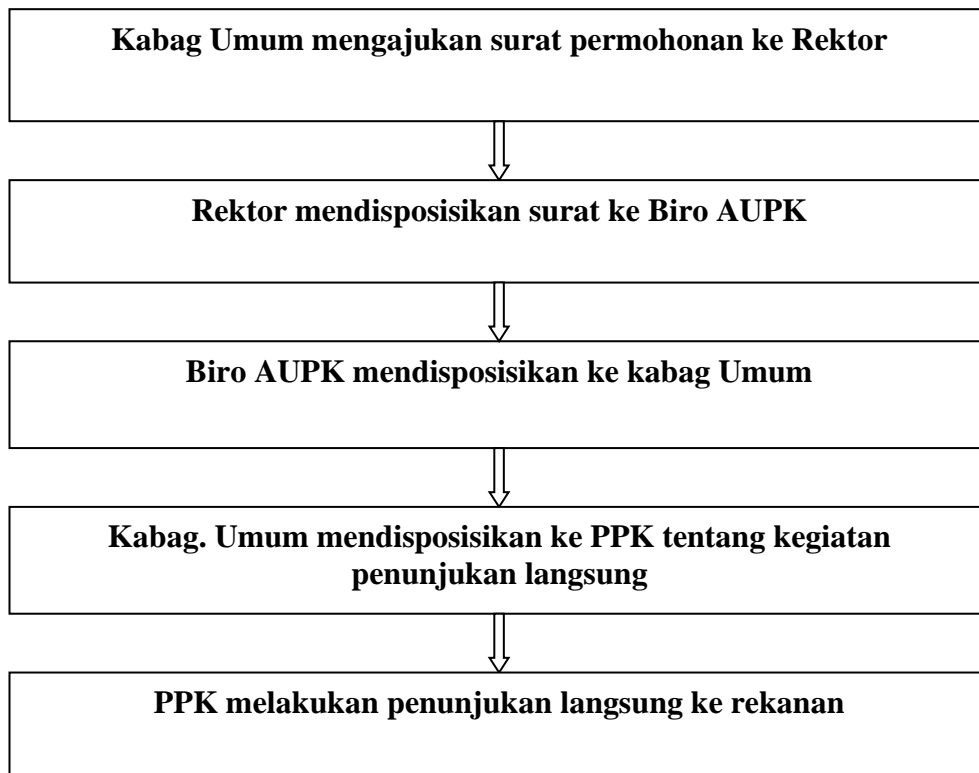 Kabag Umum mengajukan surat permohonan ke Rektor
Rektor mendisposisikan surat ke Biro AUPK
Biro AUPK mendisposisikan ke kabag Umum
Kabag. Umum mendisposisikan ke PPK tentang kegiatan
penunjukan langsung
PPK melakukan penunjukan langsung ke rekanan